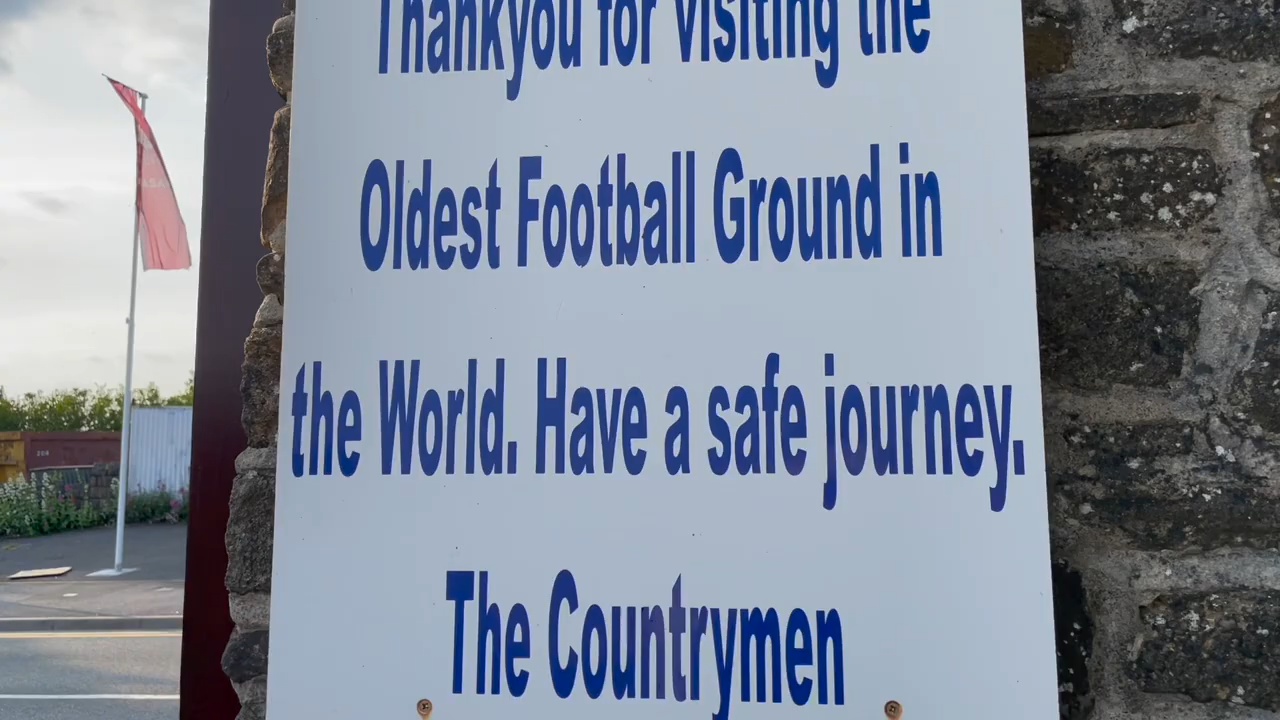 Thankyou for visiting the
Oldest Football Ground in
the World. Have a safe journey.
The Countrymen